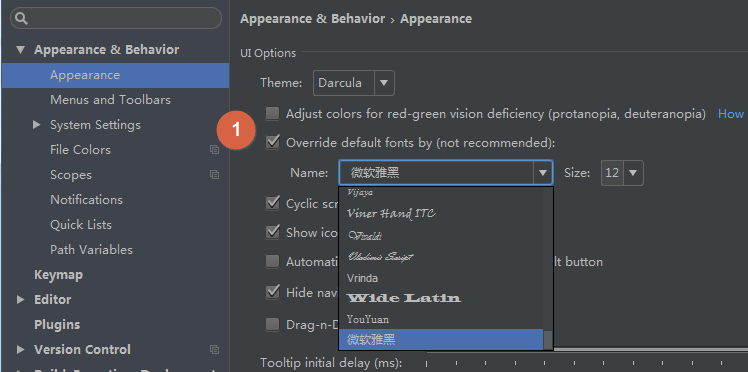 Appearance & Behavior
Appearance
Menus and Toolbars
System Settings
File Colors
Scopes
Notifications
Quick Lists
Path Variables
Keymap
Editor
Plugins
Version Control
Appearance & Behavior › Appearance
UI Options
Theme: Darcula
Adjust colors for red-green vision deficiency (protanopia, deuteranopia) How
1
Override default fonts by (not recommended):
Name: 微软雅黑 Size: 12
Vijaya
Viner Hand ITC
Vivaldi
Vladimir Script
Vrinda
Wide Latin
YouYuan
微软雅黑
Cyclic scr
Show ico
Automati lt button
Hide nav
Drag-n-D
Tooltip initial delay (ms):